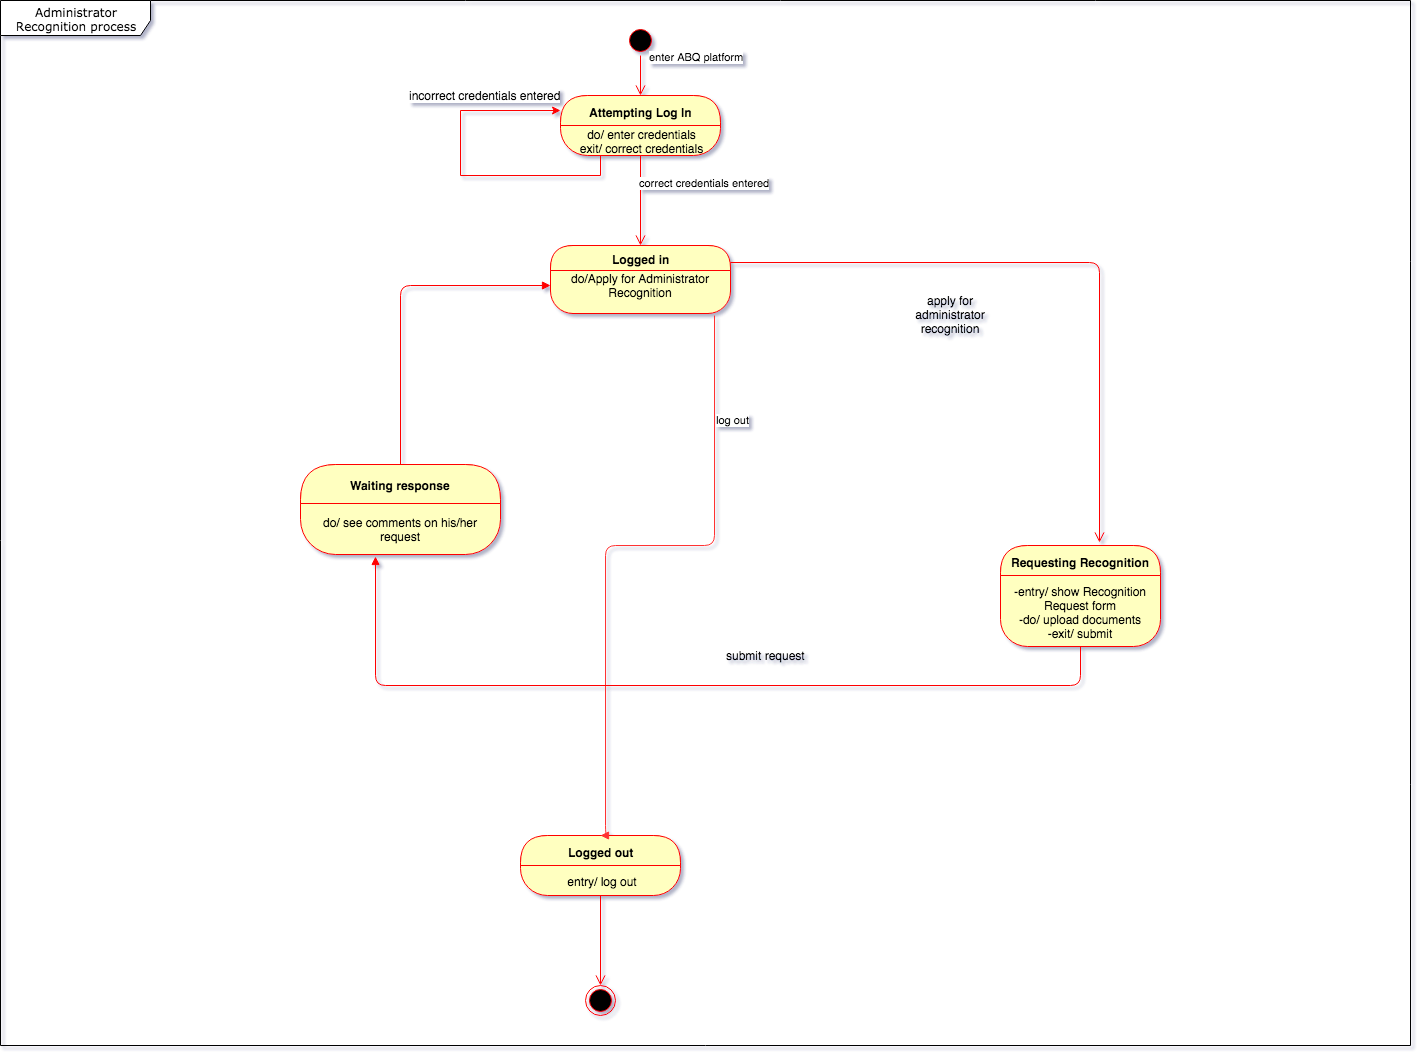 Administrator
Recognition process
enter ABQ platform
incorrect credentials entered
Attempting Log In
do/ enter credentials
exit/ correct credentials
correct credentials entered
Logged in
do/Apply for Administrator
Recognition
apply for
administrator
recognition
log out
Waiting response
do/ see comments on his/her
request
Requesting Recognition
-entry/ show Recognition
Request form
-do/ upload documents
-exit/ submit
submit request
Logged out
entry/ log out